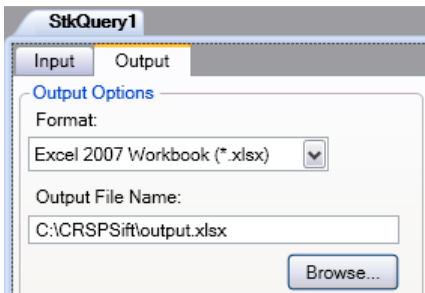 StkQuery1
Input Output
Output Options
Format:
Excel 2007 Workbook (*.xlsx)
Output File Name:
C:\CRSPSift\output.xlsx
Browse...